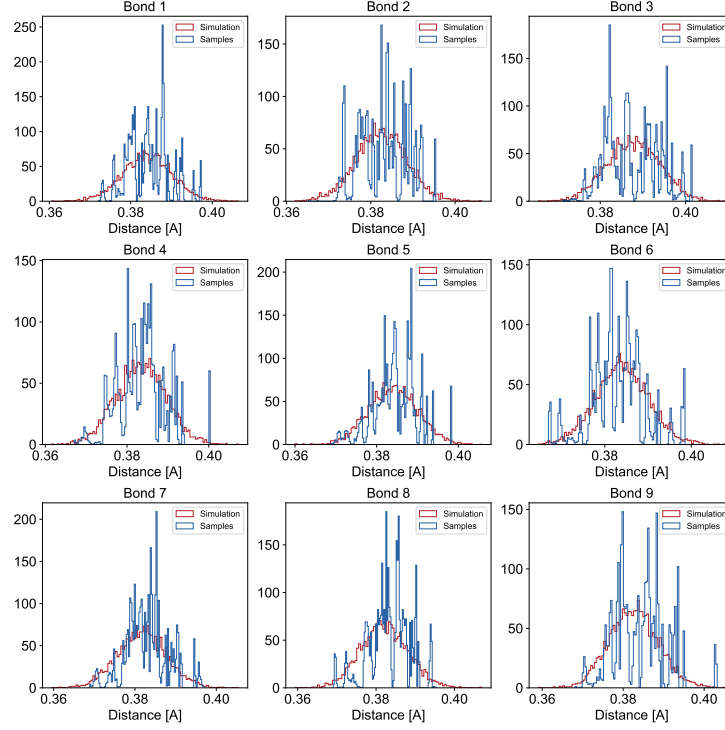 Bond 1 Bond 2 Bond 3
250
200
150
100
50
0
Simulation
Samples
0.36 0.38 0.40
Distance [A]
150
100
50
0
Simulation
Samples
0.36 0.38 0.40
Distance [A]
200
150
100
50
0
Simulation
Samples
0.38 0.40
Distance [A]
Bond 4 Bond 5 Bond 6
150
100
50
0
Simulation
Samples
0.36 0.38 0.40
Distance [A]
200
150
100
50
0
Simulation
Samples
0.36 0.38 0.40
Distance [A]
150
100
50
0
Simulation
Samples
0.38 0.40
Distance [A]
Bond 7 Bond 8 Bond 9
200
150
100
50
0
Simulation
Samples
0.36 0.38 0.40
Distance [A]
150
100
50
0
Simulation
Samples
0.36 0.38 0.40
Distance [A]
150
100
50
0
Simulation
Samples
0.36 0.38 0.40
Distance [A]